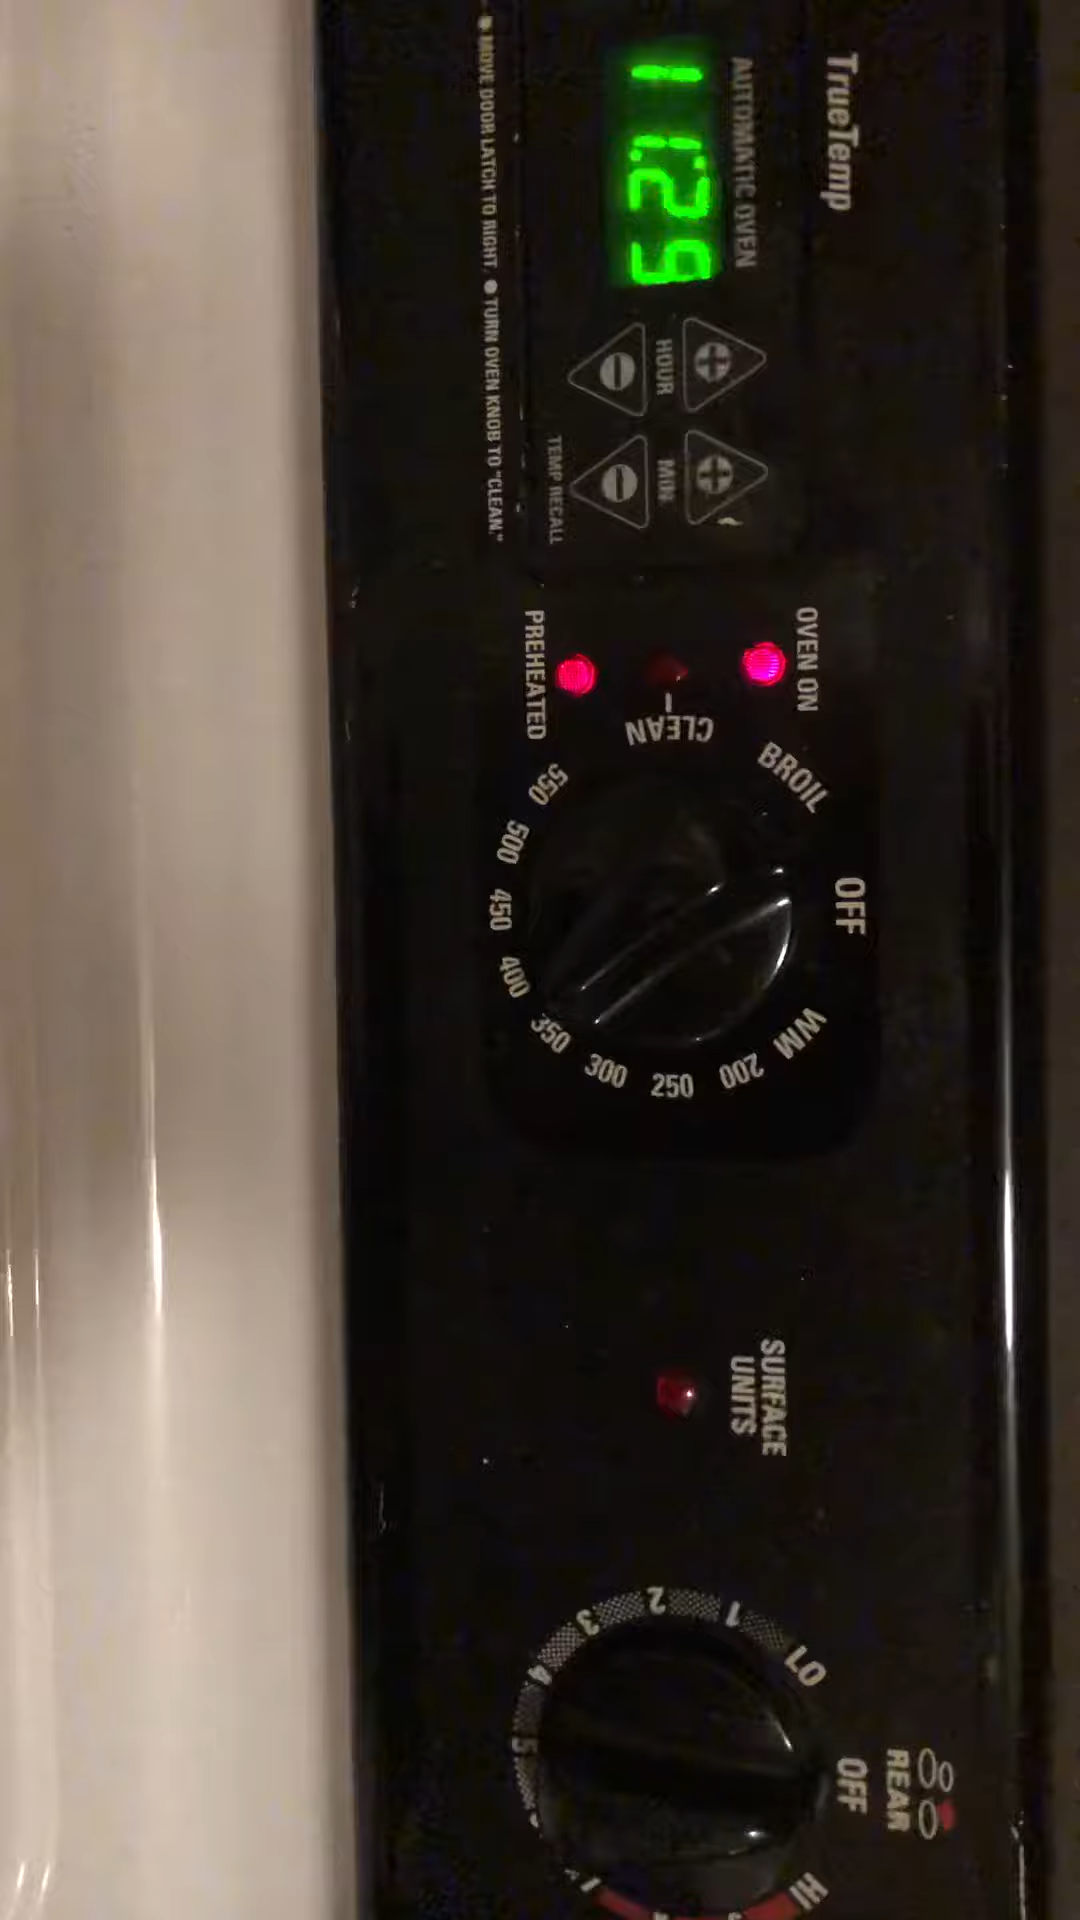 TrueTemp
AUTOMATIC OVEN
11:29
HOUR
MIN
TEMP RECALL
● MOVE DOOR LATCH TO RIGHT. ● TURN OVEN KNOB TO "CLEAN."
OVEN ON
PREHEATED
CLEAN
BROIL
OFF
WM
200
250
300
350
400
450
500
550
SURFACE
UNITS
REAR
OFF
LO
1
2
3
4
5
HI